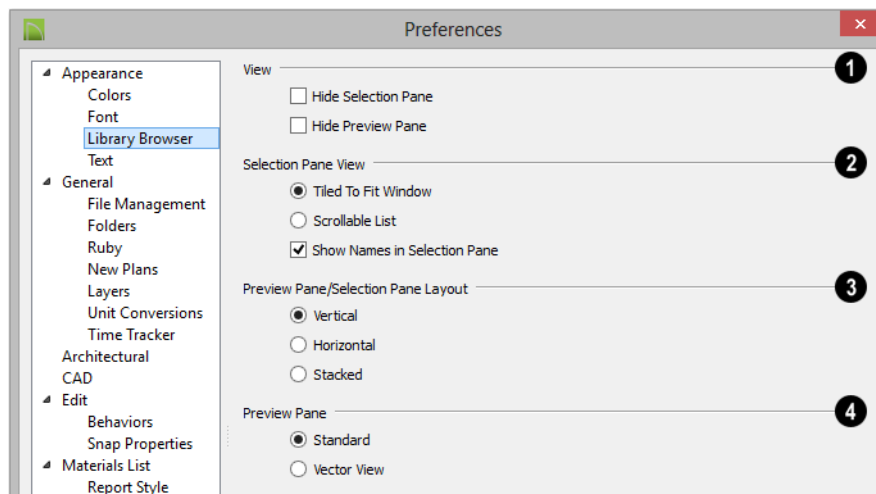 Preferences
Appearance
Colors
Font
Library Browser
Text
General
File Management
Folders
Ruby
New Plans
Layers
Unit Conversions
Time Tracker
Architectural
CAD
Edit
Behaviors
Snap Properties
Materials List
Report Style
View 1
Hide Selection Pane
Hide Preview Pane
Selection Pane View 2
Tiled To Fit Window
Scrollable List
Show Names in Selection Pane
Preview Pane/Selection Pane Layout 3
Vertical
Horizontal
Stacked
Preview Pane 4
Standard
Vector View